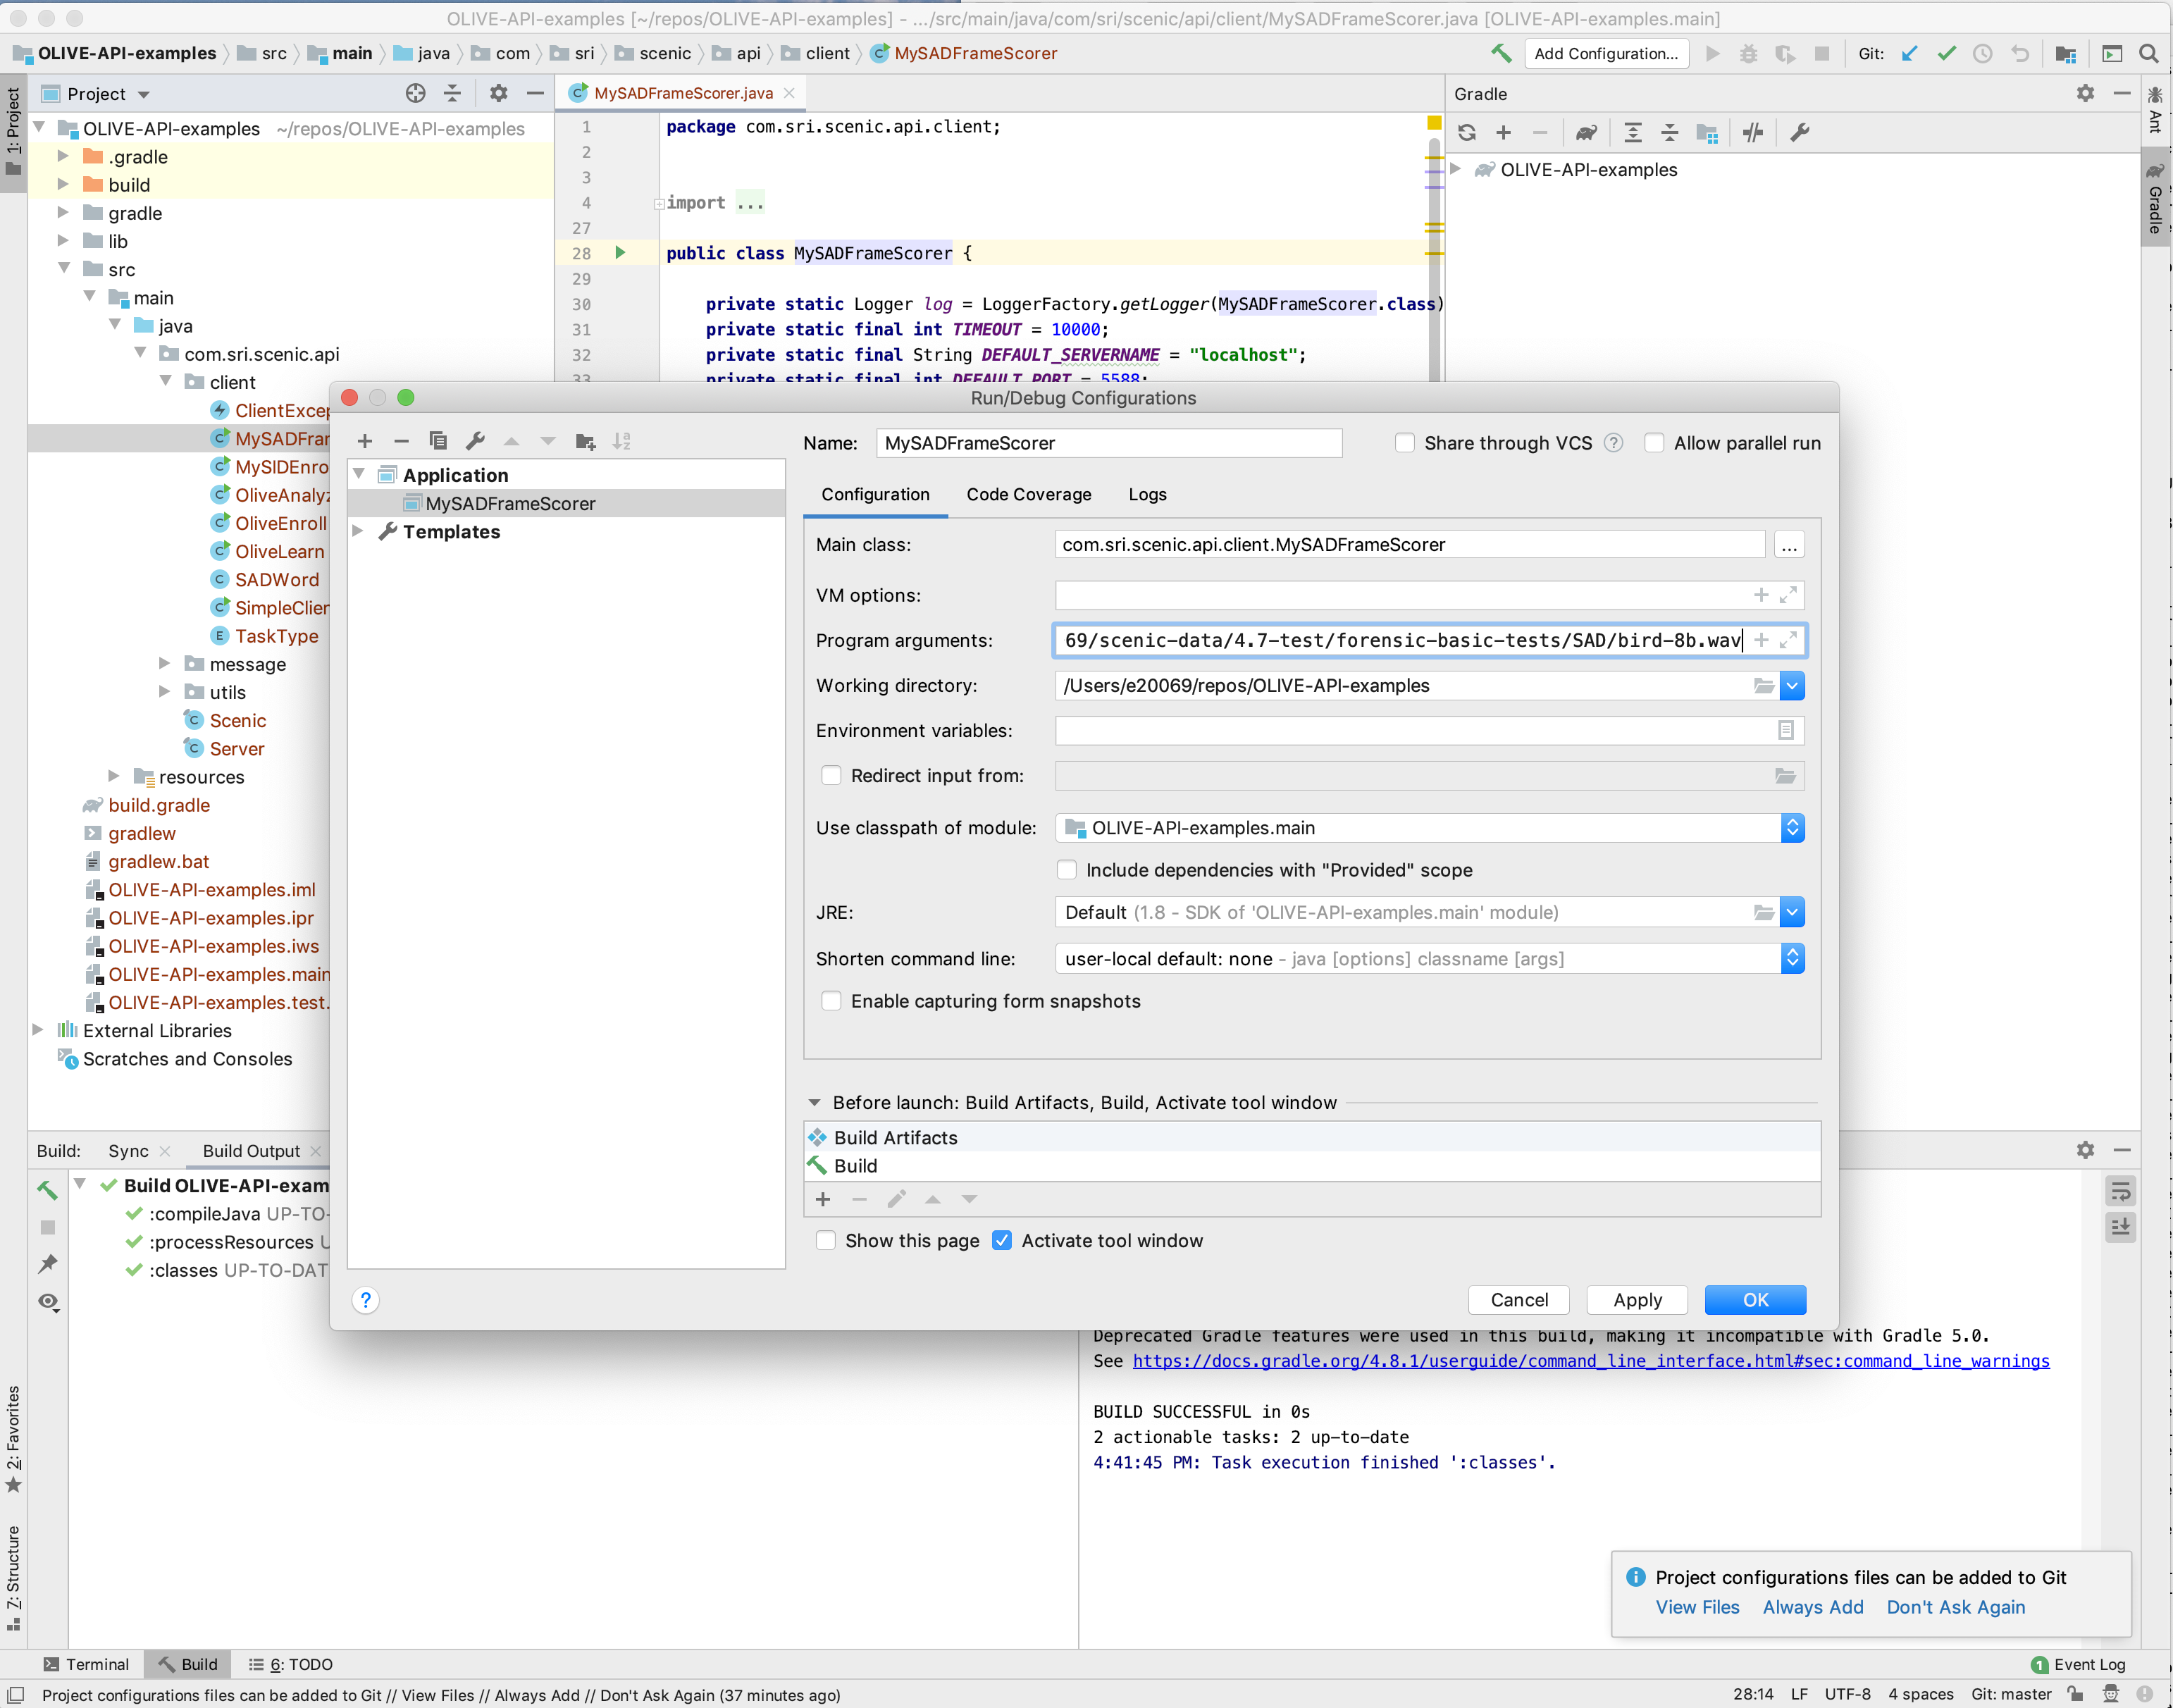 OLIVE-API-examples [~/repos/OLIVE-API-examples] - .../src/main/java/com/sri/scenic/api/client/MySADFrameScorer.java [OLIVE-API-examples.main]
OLIVE-API-examples src main java com sri scenic api client MySADFrameScorer Add Configuration... Git:
1: Project
Project
OLIVE-API-examples ~/repos/OLIVE-API-examples
.gradle
build
gradle
lib
src
main
java
com.sri.scenic.api
client
ClientExcep
MySADFrar
MySIDEnro
OliveAnalyz
OliveEnroll
OliveLearn
SADWord
SimpleClier
TaskType
message
utils
Scenic
Server
resources
build.gradle
gradlew
gradlew.bat
OLIVE-API-examples.iml
OLIVE-API-examples.ipr
OLIVE-API-examples.iws
OLIVE-API-examples.main
OLIVE-API-examples.test.
External Libraries
Scratches and Consoles
MySADFrameScorer.java
1 package com.sri.scenic.api.client;
2
3
4 import ...
27
28 public class MySADFrameScorer {
29
30 private static Logger log = LoggerFactory.getLogger(MySADFrameScorer.class)
31 private static final int TIMEOUT = 10000;
32 private static final String DEFAULT_SERVERNAME = "localhost";
33 private static final int DEFAULT_PORT = 5588;
Gradle
OLIVE-API-examples
Ant
Gradle
Run/Debug Configurations
Application
MySADFrameScorer
Templates
Name: MySADFrameScorer Share through VCS ? Allow parallel run
Configuration Code Coverage Logs
Main class: com.sri.scenic.api.client.MySADFrameScorer ...
VM options:
Program arguments: 69/scenic-data/4.7-test/forensic-basic-tests/SAD/bird-8b.wav
Working directory: /Users/e20069/repos/OLIVE-API-examples
Environment variables:
Redirect input from:
Use classpath of module: OLIVE-API-examples.main
Include dependencies with "Provided" scope
JRE: Default (1.8 - SDK of 'OLIVE-API-examples.main' module)
Shorten command line: user-local default: none - java [options] classname [args]
Enable capturing form snapshots
Before launch: Build Artifacts, Build, Activate tool window
Build Artifacts
Build
Show this page Activate tool window
? Cancel Apply OK
Build: Sync Build Output
Build OLIVE-API-exam
:compileJava UP-TO-
:processResources U
:classes UP-TO-DAT
Deprecated Gradle features were used in this build, making it incompatible with Gradle 5.0.
See https://docs.gradle.org/4.8.1/userguide/command_line_interface.html#sec:command_line_warnings
BUILD SUCCESSFUL in 0s
2 actionable tasks: 2 up-to-date
4:41:45 PM: Task execution finished ':classes'.
2: Favorites
7: Structure
Project configurations files can be added to Git
View Files Always Add Don't Ask Again
Terminal Build 6: TODO 1 Event Log
Project configurations files can be added to Git // View Files // Always Add // Don't Ask Again (37 minutes ago) 28:14 LF UTF-8 4 spaces Git: master